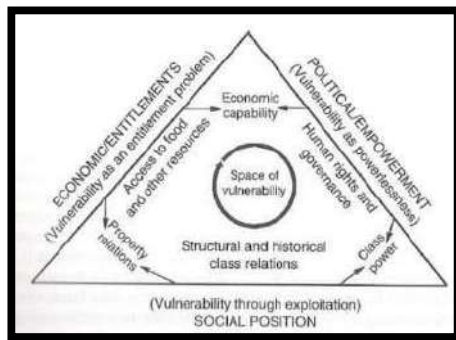 ECONOMIC/ENTITLEMENTS
(Vulnerability as an entitlement problem)
Access to food
and other resources
Economic
capability
POLITICAL/EMPOWERMENT
(Vulnerability as powerlessness)
Human rights and
governance
Space of
vulnerability
Property
relations
Structural and historical
class relations
Class
power
(Vulnerability through exploitation)
SOCIAL POSITION